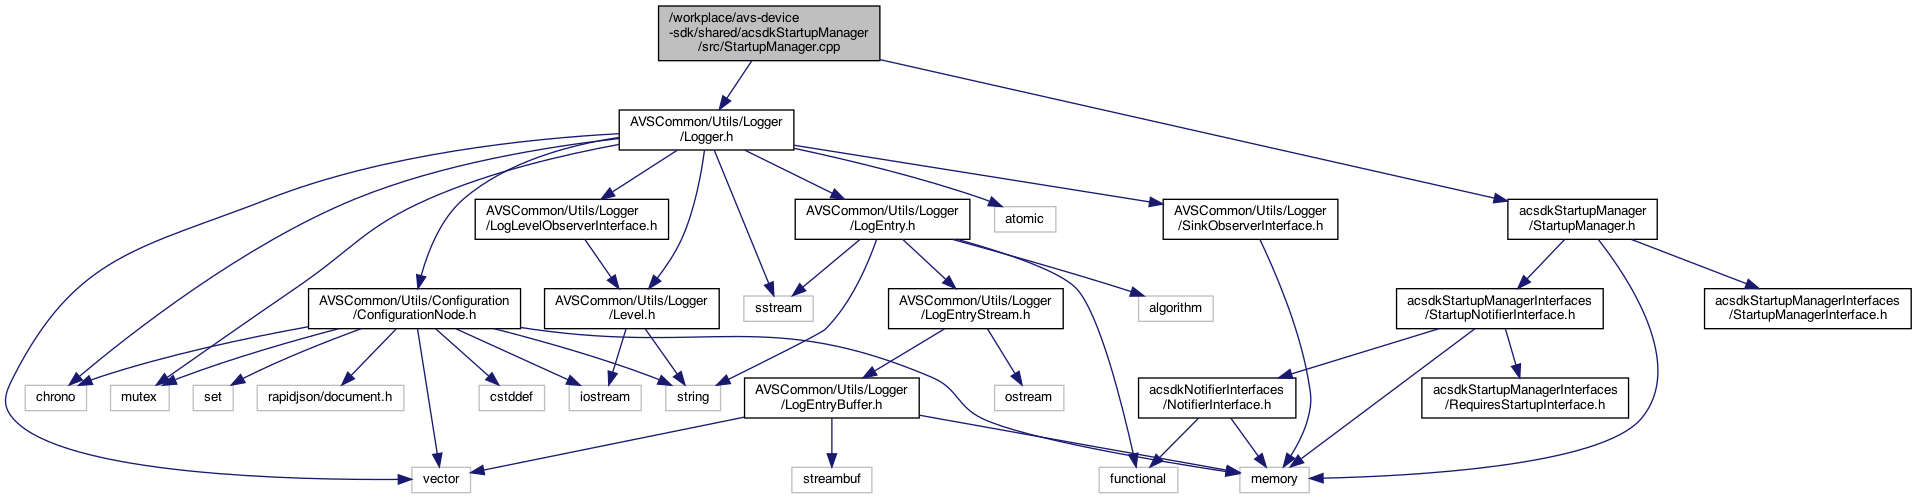 /workplace/avs-device
-sdk/shared/acsdkStartupManager
/src/StartupManager.cpp
AVSCommon/Utils/Logger
/Logger.h
AVSCommon/Utils/Logger
/LogLevelObserverInterface.h
AVSCommon/Utils/Logger
/LogEntry.h
atomic
AVSCommon/Utils/Logger
/SinkObserverInterface.h
acsdkStartupManager
/StartupManager.h
AVSCommon/Utils/Configuration
/ConfigurationNode.h
AVSCommon/Utils/Logger
/Level.h
sstream
AVSCommon/Utils/Logger
/LogEntryStream.h
algorithm
acsdkStartupManagerInterfaces
/StartupNotifierInterface.h
acsdkStartupManagerInterfaces
/StartupManagerInterface.h
chrono
mutex
set
rapidjson/document.h
cstddef
iostream
string
AVSCommon/Utils/Logger
/LogEntryBuffer.h
ostream
acsdkNotifierInterfaces
/NotifierInterface.h
acsdkStartupManagerInterfaces
/RequiresStartupInterface.h
vector
streambuf
functional
memory